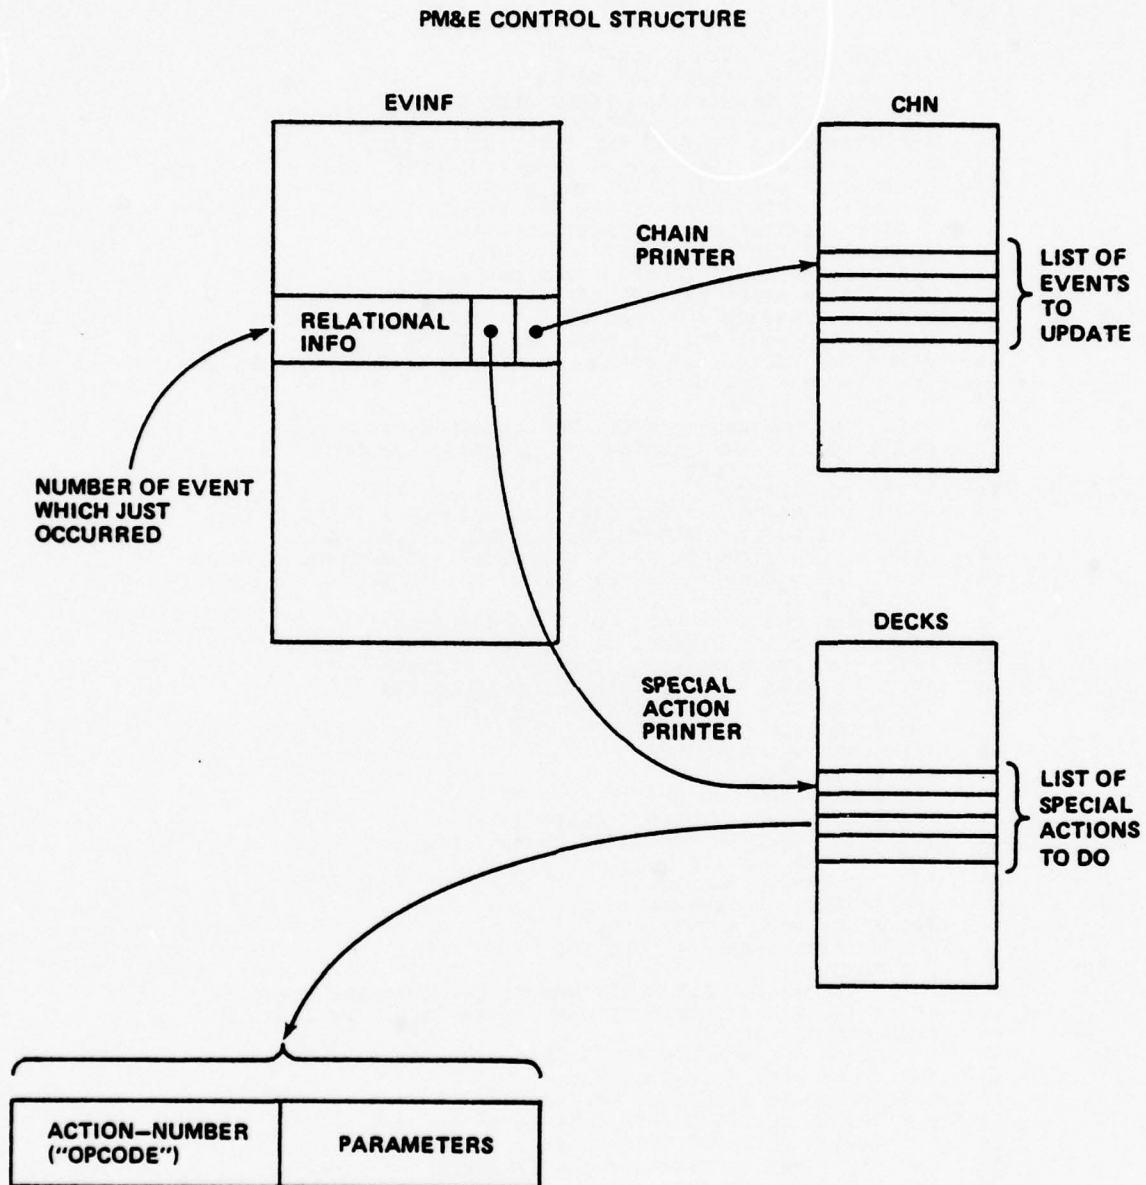 PM&E CONTROL STRUCTURE
EVINF
CHN
CHAIN
PRINTER
LIST OF
EVENTS
TO
UPDATE
RELATIONAL
INFO
NUMBER OF EVENT
WHICH JUST
OCCURRED
DECKS
SPECIAL
ACTION
PRINTER
LIST OF
SPECIAL
ACTIONS
TO DO
ACTION—NUMBER
("OPCODE")
PARAMETERS